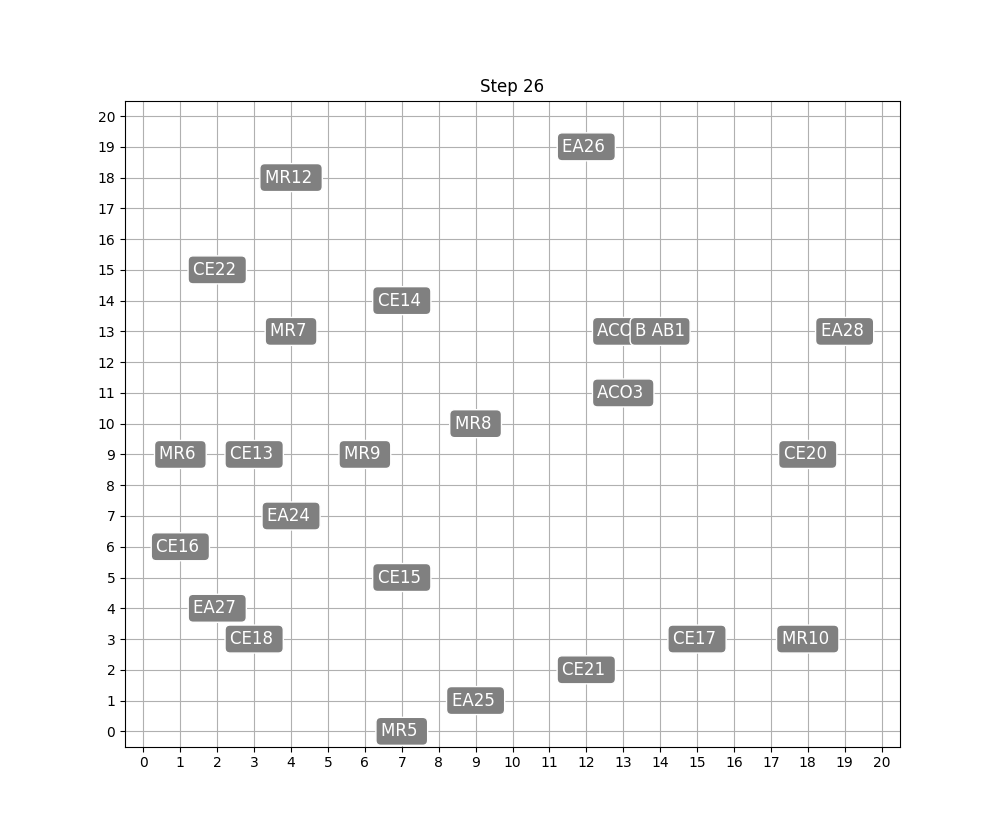 Step 26
20
19 EA26
18 MR12
17
16
15 CE22
14 CE14
13 MR7 ACO B AB1 EA28
12
11 ACO3
10 MR8
9 MR6 CE13 MR9 CE20
8
7 EA24
6 CE16
5 CE15
4 EA27
3 CE18 CE17 MR10
2 CE21
1 EA25
0 MR5
0 1 2 3 4 5 6 7 8 9 10 11 12 13 14 15 16 17 18 19 20